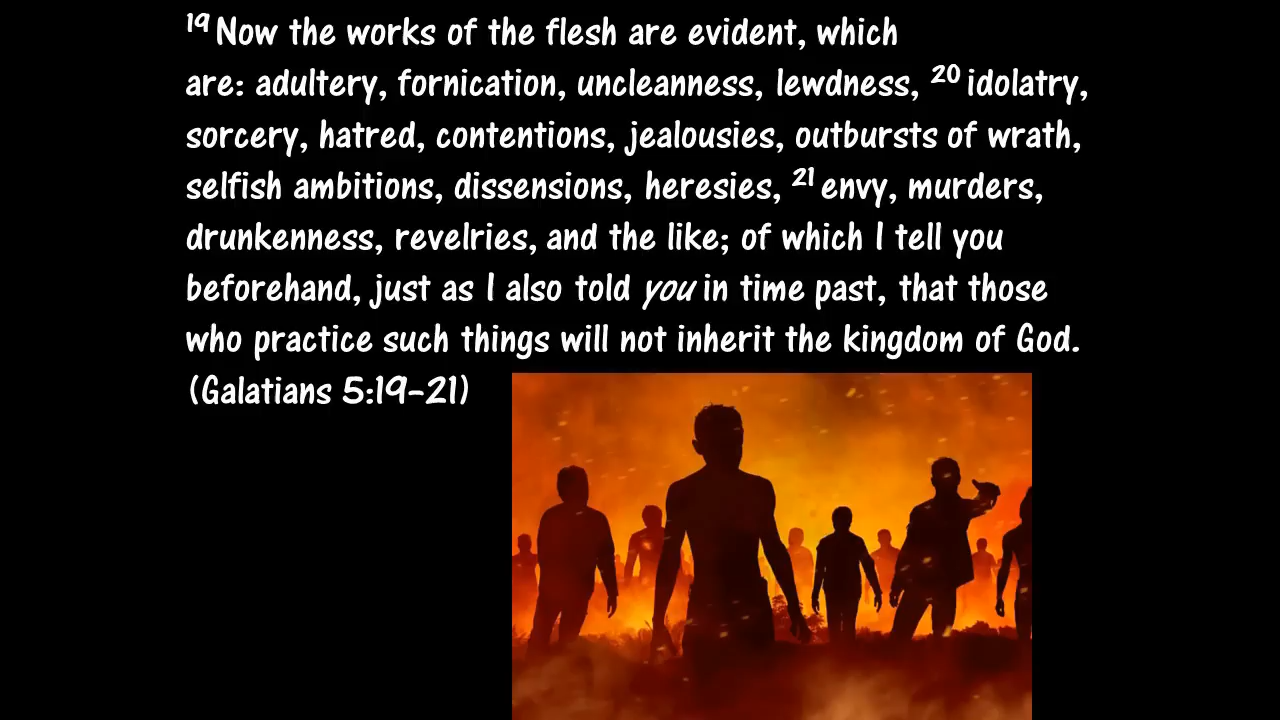 19 Now the works of the flesh are evident, which
are: adultery, fornication, uncleanness, lewdness, 20 idolatry,
sorcery, hatred, contentions, jealousies, outbursts of wrath,
selfish ambitions, dissensions, heresies, 21 envy, murders,
drunkenness, revelries, and the like; of which I tell you
beforehand, just as I also told you in time past, that those
who practice such things will not inherit the kingdom of God.
(Galatians 5:19-21)